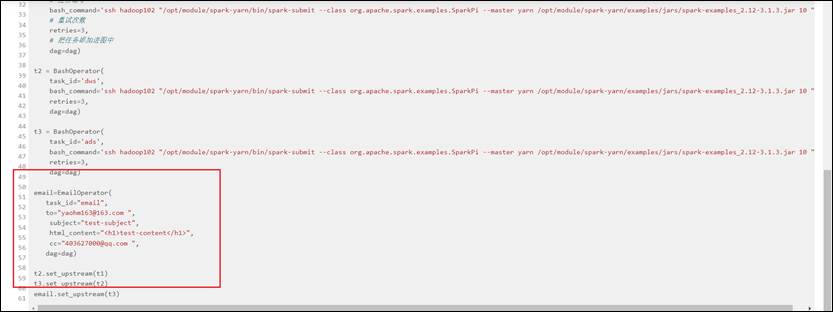 32 bash_command='ssh hadoop102 "/opt/module/spark-yarn/bin/spark-submit --class org.apache.spark.examples.SparkPi --master yarn /opt/module/spark-yarn/examples/jars/spark-examples_2.12-3.1.3.jar 10 "
33 # 重试次数
34 retries=3,
35 # 把任务添加进图中
36 dag=dag)
37
38 t2 = BashOperator(
39 task_id='dws',
40 bash_command='ssh hadoop102 "/opt/module/spark-yarn/bin/spark-submit --class org.apache.spark.examples.SparkPi --master yarn /opt/module/spark-yarn/examples/jars/spark-examples_2.12-3.1.3.jar 10 "
41 retries=3,
42 dag=dag)
43
44 t3 = BashOperator(
45 task_id='ads',
46 bash_command='ssh hadoop102 "/opt/module/spark-yarn/bin/spark-submit --class org.apache.spark.examples.SparkPi --master yarn /opt/module/spark-yarn/examples/jars/spark-examples_2.12-3.1.3.jar 10 "
47 retries=3,
48 dag=dag)
49
50 email=EmailOperator(
51 task_id="email",
52 to="yaohm163@163.com ",
53 subject="test-subject",
54 html_content="<h1>test-content</h1>",
55 cc="403627000@qq.com ",
56 dag=dag)
57
58 t2.set_upstream(t1)
59 t3.set_upstream(t2)
60 email.set_upstream(t3)
61